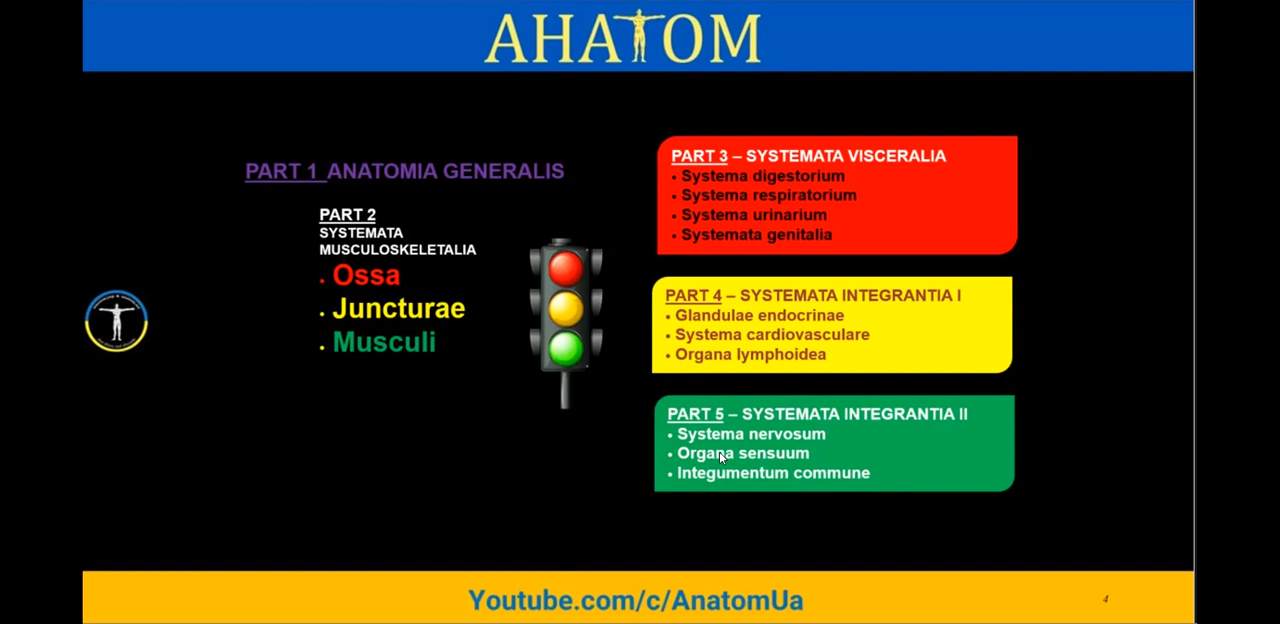 АНАТОМ
PART 1 ANATOMIA GENERALIS
PART 2
SYSTEMATA
MUSCULOSKELETALIA
• Ossa
• Juncturae
• Musculi
PART 3 – SYSTEMATA VISCERALIA
• Systema digestorium
• Systema respiratorium
• Systema urinarium
• Systemata genitalia
PART 4 – SYSTEMATA INTEGRANTIA I
• Glandulae endocrinae
• Systema cardiovasculare
• Organa lymphoidea
PART 5 – SYSTEMATA INTEGRANTIA II
• Systema nervosum
• Organa sensuum
• Integumentum commune
Youtube.com/c/AnatomUa
4